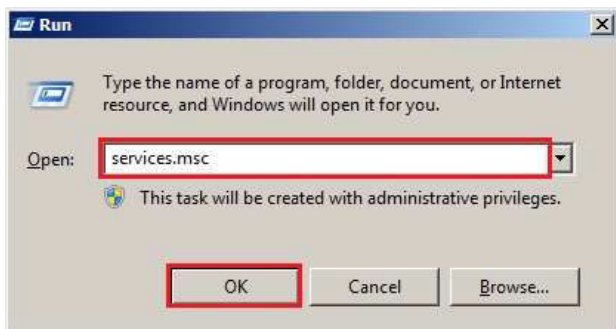 Run
Type the name of a program, folder, document, or Internet
resource, and Windows will open it for you.
Open: services.msc
This task will be created with administrative privileges.
OK Cancel Browse...